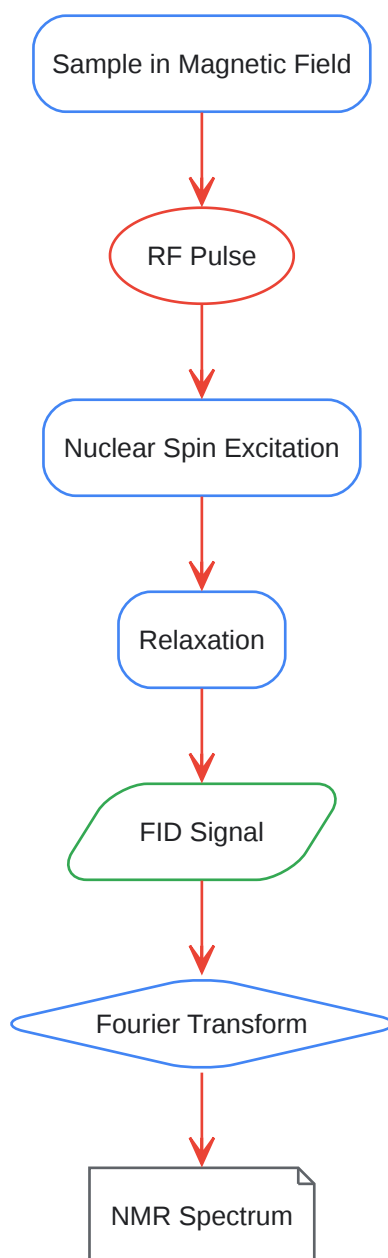 Sample in Magnetic Field
RF Pulse
Nuclear Spin Excitation
Relaxation
FID Signal
Fourier Transform
NMR Spectrum